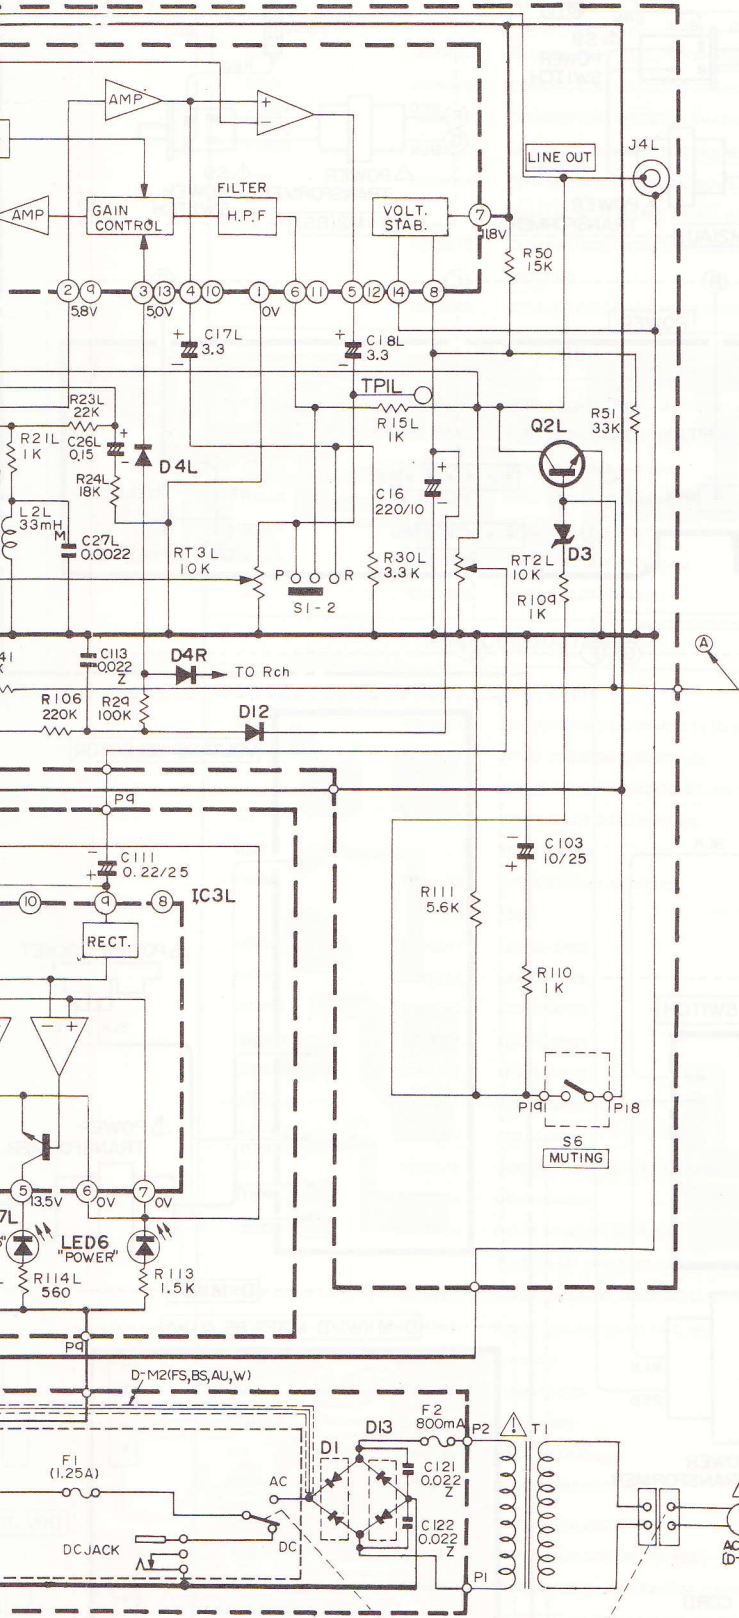 J4L
LINE OUT
AMP
+
−
AMP
GAIN
CONTROL
FILTER
H.P.F
VOLT.
STAB.
7
11.8V
R50
15K
2
9
3
13
4
10
1
6
11
5
12
14
8
5.8V
5.0V
0V
+
C17L
3.3
−
+
C18L
3.3
−
TP1L
R23L
22K
R15L
1K
R51
33K
Q2L
R21L
1K
C26L
0.15
+
−
D4L
R24L
18K
C16
220/10
+
−
L2L
33mH
M
C27L
0.0022
RT3L
10K
P
R
S1-2
R30L
3.3K
RT2L
10K
D3
R109
1K
C113
0.022
Z
D4R
TO Rch
A
R106
220K
R29
100K
D12
P9
−
C111
0.22/25
+
−
C103
10/25
+
10
9
8
IC3L
RECT.
R111
5.6K
− +
R110
1K
P19
P18
S6
MUTING
5
13.5V
6
0V
7
0V
LED6
"POWER"
R114L
560
R113
1.5K
P9
D-M2(FS,BS,AU,W)
F2
800mA
P2
T1
D1
D13
F1
(1.25A)
AC
C121
0.022
Z
DC JACK
DC
C122
0.022
Z
P1
AC